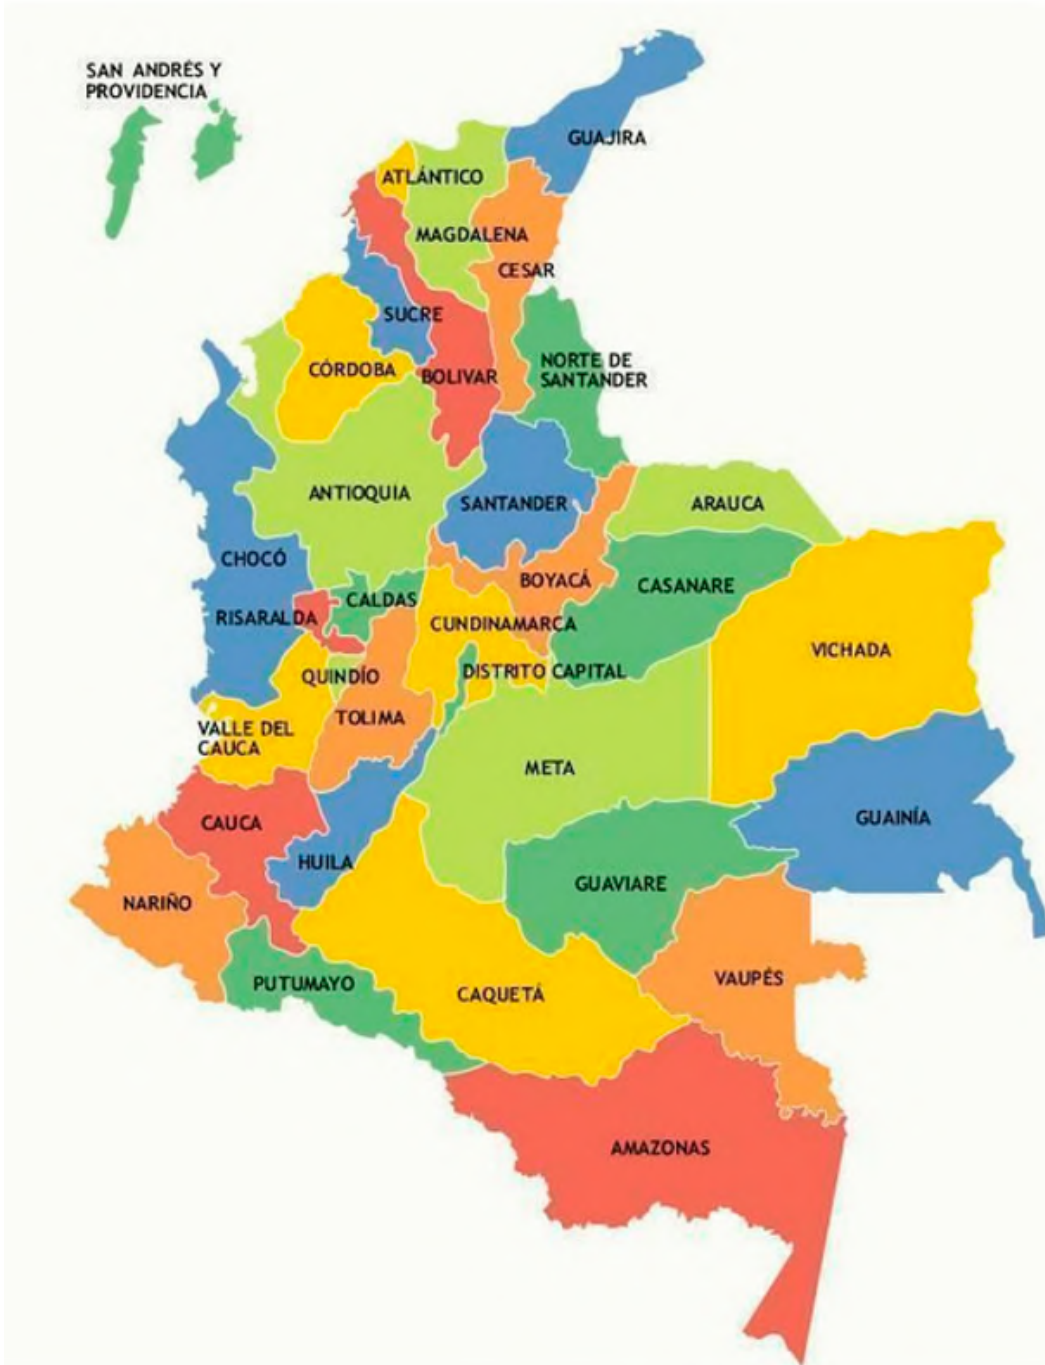 SAN ANDRÉS Y
PROVIDENCIA
GUAJIRA
ATLÁNTICO
MAGDALENA
CESAR
SUCRE
CÓRDOBA
BOLIVAR
NORTE DE
SANTANDER
ANTIOQUIA
SANTANDER
ARAUCA
CHOCÓ
BOYACÁ
CASANARE
CALDAS
RISARALDA
CUNDINAMARCA
VICHADA
QUINDÍO
DISTRITO CAPITAL
TOLIMA
VALLE DEL
CAUCA
META
CAUCA
GUAINÍA
HUILA
GUAVIARE
NARIÑO
PUTUMAYO
CAQUETÁ
VAUPÉS
AMAZONAS